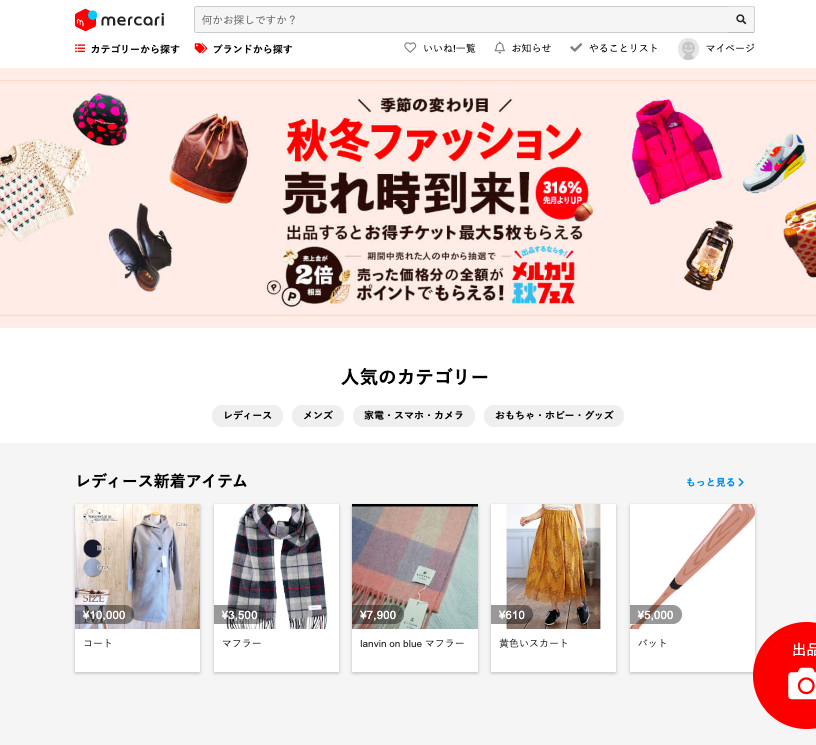 mercari
何かお探しですか？
カテゴリーから探す
ブランドから探す
いいね!一覧
お知らせ
やることリスト
マイページ
＼ 季節の変わり目 ／
秋冬ファッション
売れ時到来!
316%
先月よりUP
出品するとお得チケット最大5枚もらえる
売上金が
2倍
相当
期間中売れた人の中から抽選で
売った価格分の全額が
ポイントでもらえる!
出品するなら今!
メルカリ
秋フェス
人気のカテゴリー
レディース
メンズ
家電・スマホ・カメラ
おもちゃ・ホビー・グッズ
レディース新着アイテム
もっと見る
SIZE
¥10,000
¥3,500
¥7,900
¥610
¥5,000
コート
マフラー
lanvin on blue マフラー
黄色いスカート
バット
出品